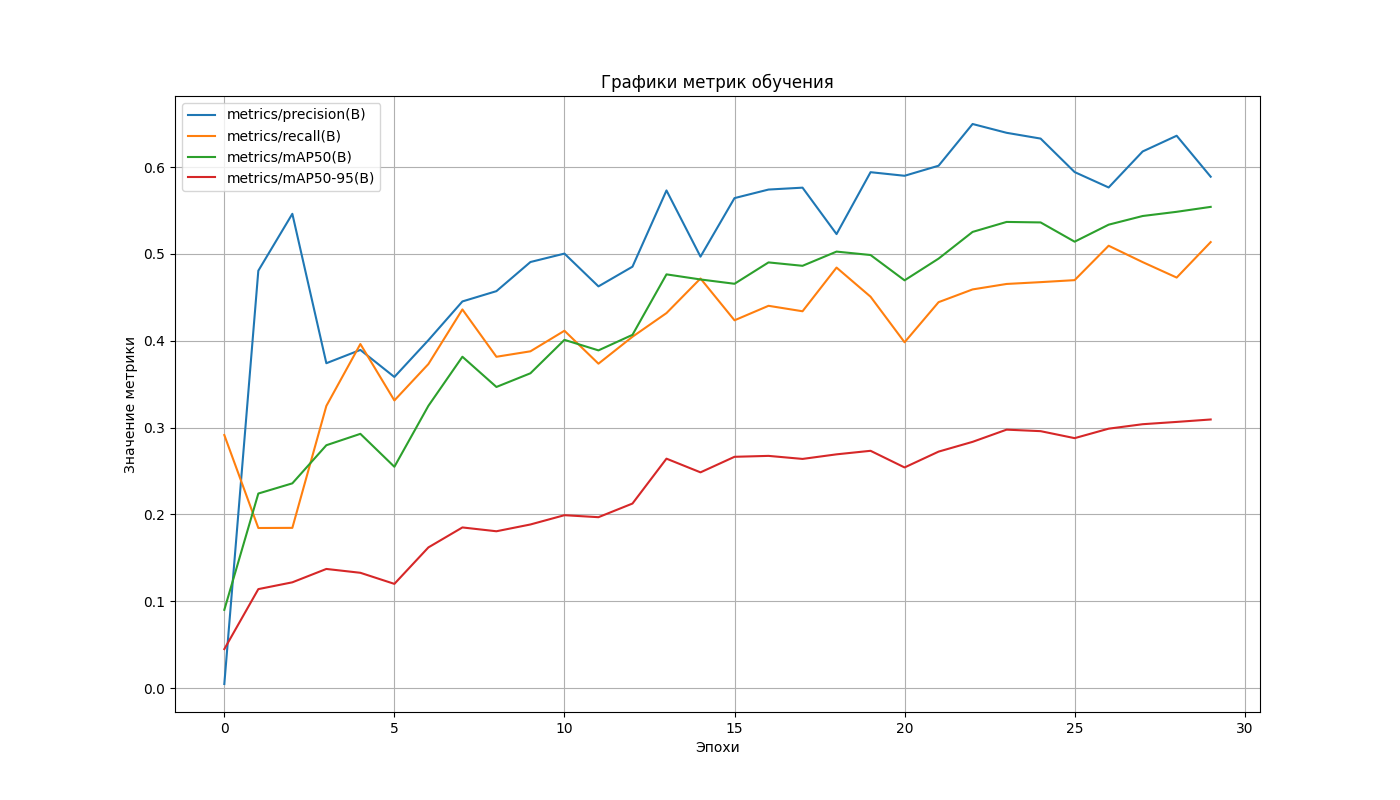 Графики метрик обучения
metrics/precision(B)
metrics/recall(B)
metrics/mAP50(B)
metrics/mAP50-95(B)
Значение метрики
0.6
0.5
0.4
0.3
0.2
0.1
0.0
0 5 10 15 20 25 30
Эпохи